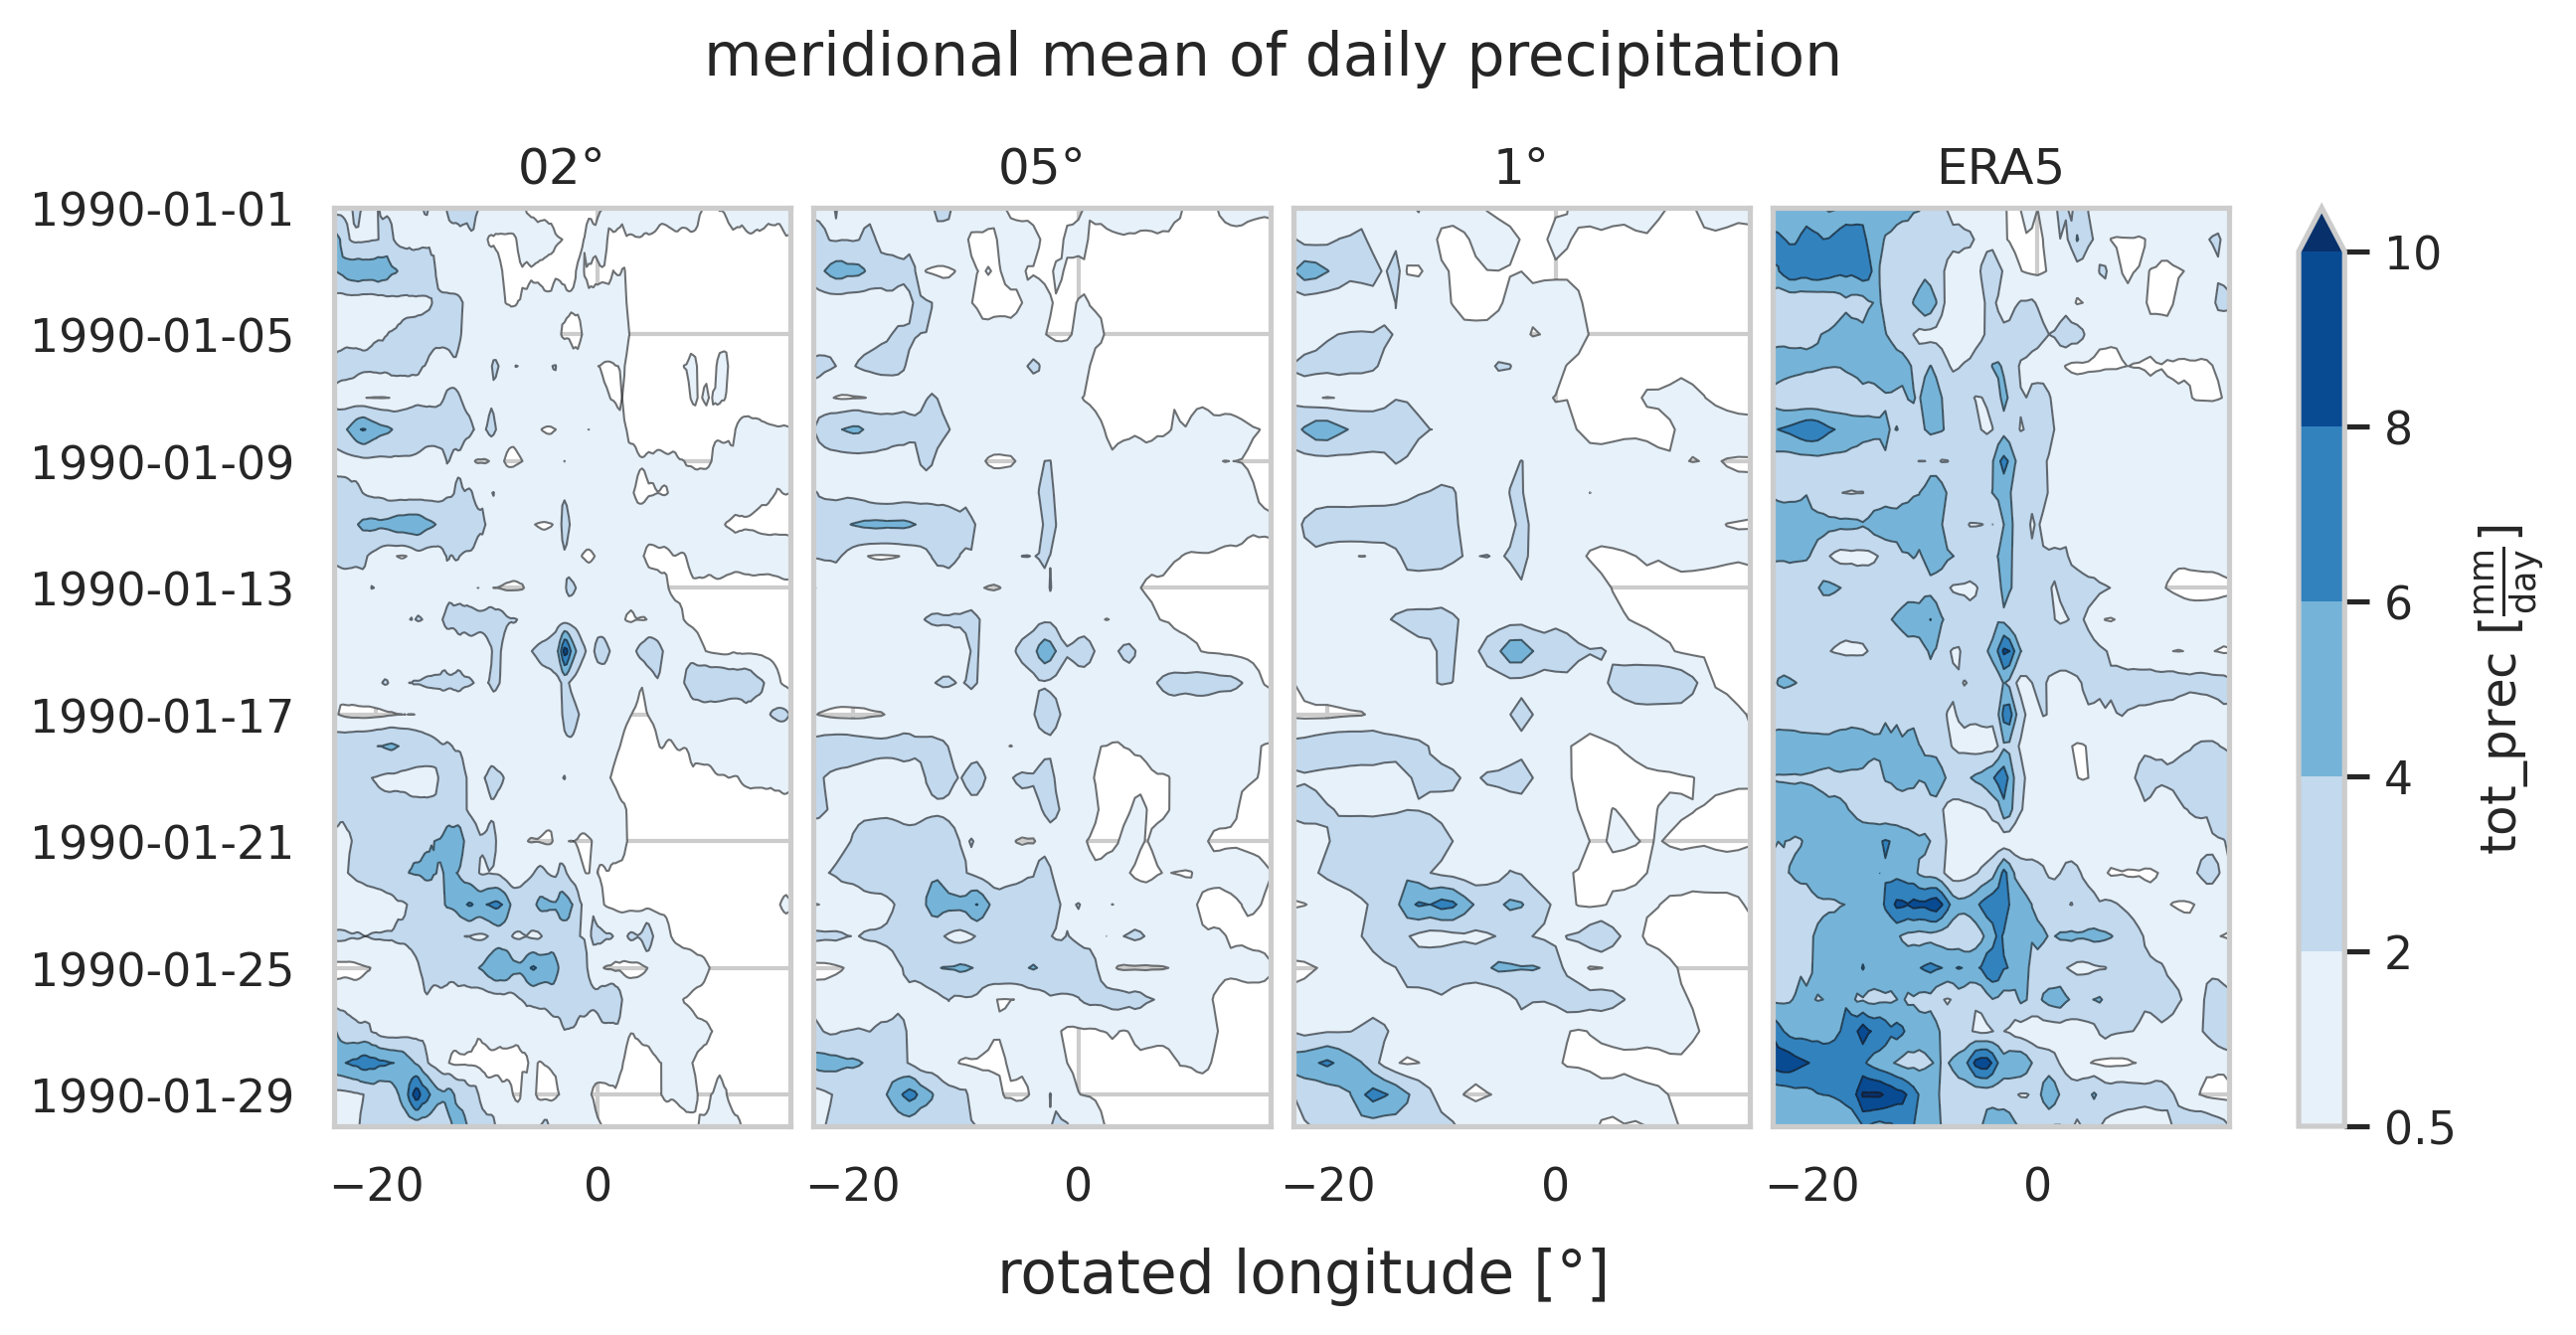 meridional mean of daily precipitation
02° 05° 1° ERA5
1990-01-01
1990-01-05
1990-01-09
1990-01-13
1990-01-17
1990-01-21
1990-01-25
1990-01-29
−20 0 −20 0 −20 0 −20 0
rotated longitude [°]
10
8
6
4
2
0.5
tot_prec [mm/day]